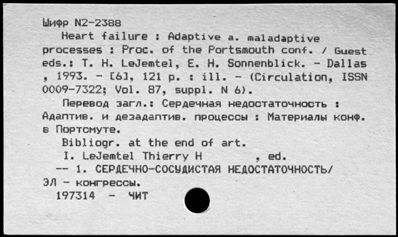 Шифр N2-2388
Heart failure : Adaptive a. maladaptive
processes : Proc. of the Portsmouth conf. / Guest
eds.: T. H. LeJemtel, E. H. Sonnenblick. - Dallas
, 1993. - [6], 121 p. : ill. - (Circulation, ISSN
0009-7322; Vol. 87, suppl. N 6).
Перевод загл.: Сердечная недостаточность :
Адаптив. и дезадаптив. процессы : Материалы конф.
в Портсмуте.
Bibliogr. at the end of art.
I. LeJemtel Thierry H , ed.
-- 1. СЕРДЕЧНО-СОСУДИСТАЯ НЕДОСТАТОЧНОСТЬ/
ЭЛ - конгрессы.
197314 - ЧИТ